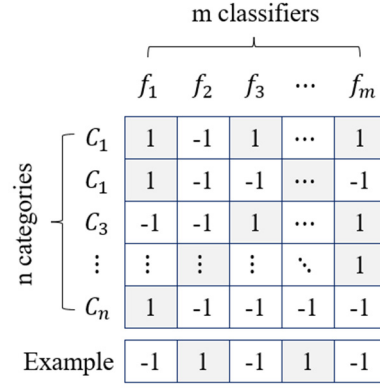 m classifiers
f₁ f₂ f₃ ⋯ fₘ
n categories
C₁ 1 -1 1 ⋯ 1
C₁ 1 -1 -1 ⋯ -1
C₃ -1 -1 1 ⋯ 1
⋮ ⋮ ⋮ ⋮ ⋱ 1
Cₙ 1 -1 -1 -1 -1
Example -1 1 -1 1 -1